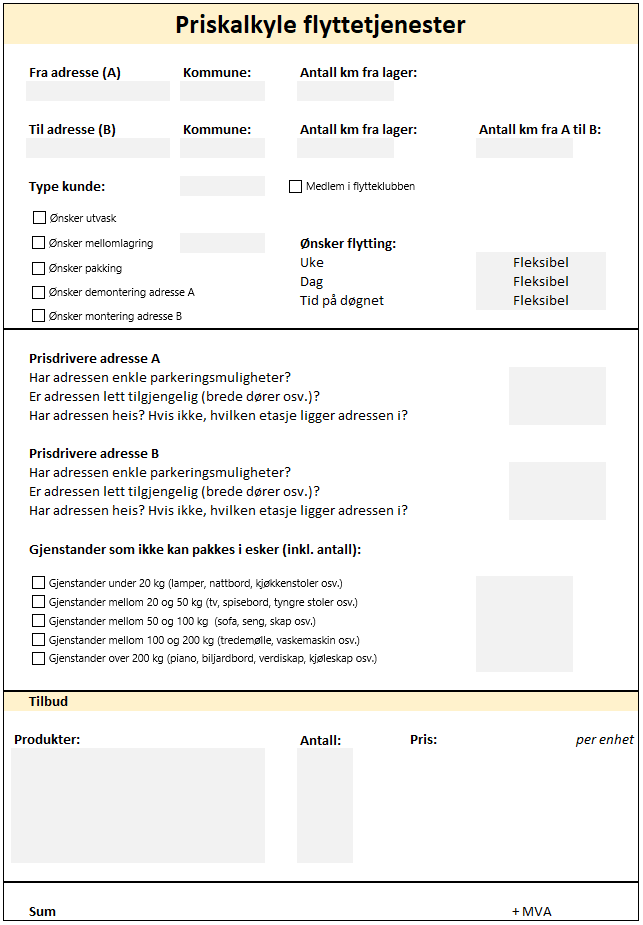 Priskalkyle flyttetjenester
Fra adresse (A) Kommune: Antall km fra lager:
Til adresse (B) Kommune: Antall km fra lager: Antall km fra A til B:
Type kunde: Medlem i flytteklubben
Ønsker utvask
Ønsker mellomlagring Ønsker flytting:
Uke Fleksibel
Ønsker pakking
Dag Fleksibel
Ønsker demontering adresse A
Tid på døgnet Fleksibel
Ønsker montering adresse B
Prisdrivere adresse A
Har adressen enkle parkeringsmuligheter?
Er adressen lett tilgjengelig (brede dører osv.)?
Har adressen heis? Hvis ikke, hvilken etasje ligger adressen i?
Prisdrivere adresse B
Har adressen enkle parkeringsmuligheter?
Er adressen lett tilgjengelig (brede dører osv.)?
Har adressen heis? Hvis ikke, hvilken etasje ligger adressen i?
Gjenstander som ikke kan pakkes i esker (inkl. antall):
Gjenstander under 20 kg (lamper, nattbord, kjøkkenstoler osv.)
Gjenstander mellom 20 og 50 kg (tv, spisebord, tyngre stoler osv.)
Gjenstander mellom 50 og 100 kg (sofa, seng, skap osv.)
Gjenstander mellom 100 og 200 kg (tredemølle, vaskemaskin osv.)
Gjenstander over 200 kg (piano, biljardbord, verdiskap, kjøleskap osv.)
Tilbud
Produkter: Antall: Pris: per enhet
Sum + MVA